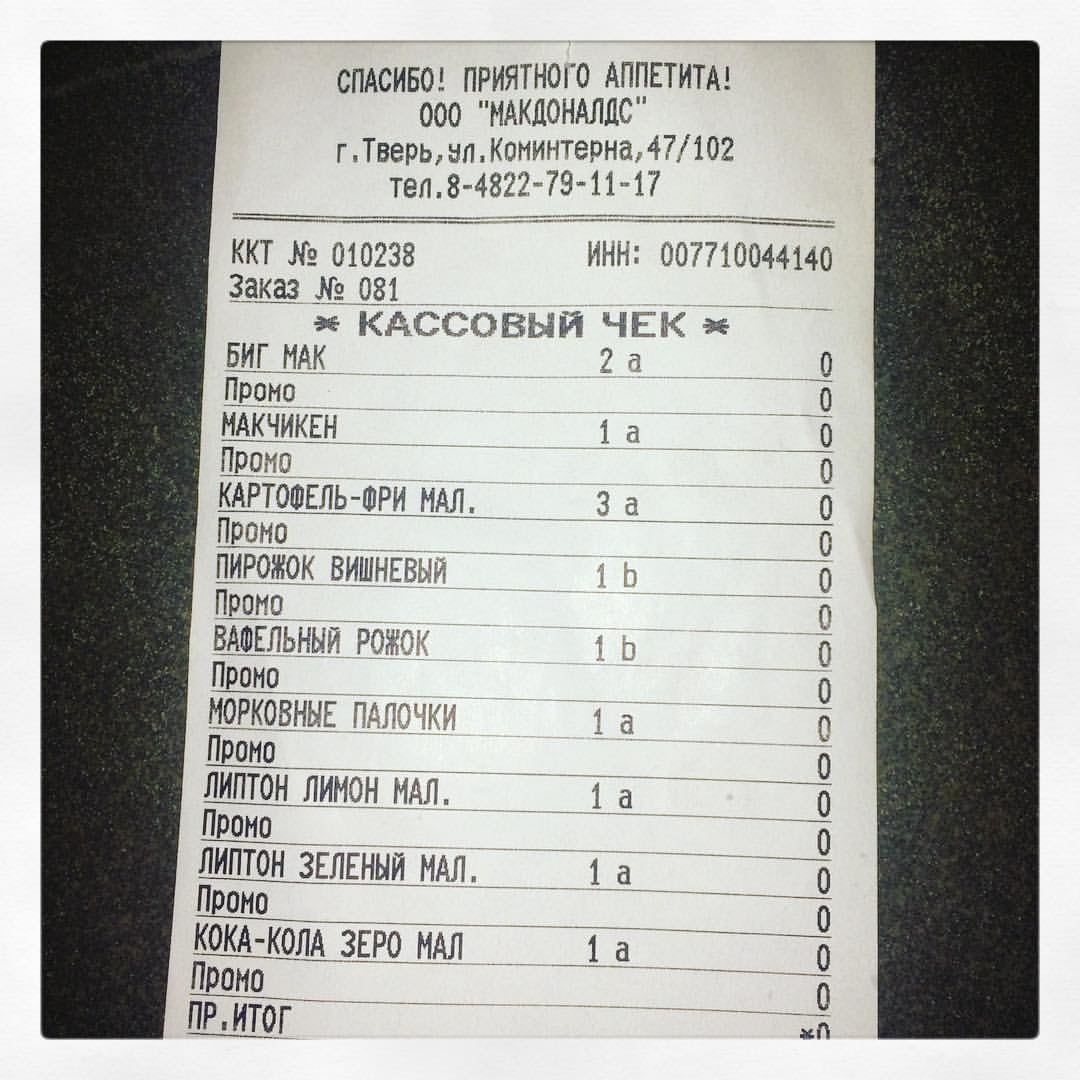 СПАСИБО! ПРИЯТНОГО АППЕТИТА!
ООО "МАКДОНАЛДС"
г.Тверь,ул.Коминтерна,47/102
тел.8-4822-79-11-17
ККТ № 010238 ИНН: 007710044140
Заказ № 081
* КАССОВЫЙ ЧЕК *
БИГ МАК 2 a 0
Промо 0
МАКЧИКЕН 1 a 0
Промо 0
КАРТОФЕЛЬ-ФРИ МАЛ. 3 a 0
Промо 0
ПИРОЖОК ВИШНЕВЫЙ 1 b 0
Промо 0
ВАФЕЛЬНЫЙ РОЖОК 1 b 0
Промо 0
МОРКОВНЫЕ ПАЛОЧКИ 1 a 0
Промо 0
ЛИПТОН ЛИМОН МАЛ. 1 a 0
Промо 0
ЛИПТОН ЗЕЛЕНЫЙ МАЛ. 1 a 0
Промо 0
КОКА-КОЛА ЗЕРО МАЛ 1 a 0
Промо 0
ПР.ИТОГ *0